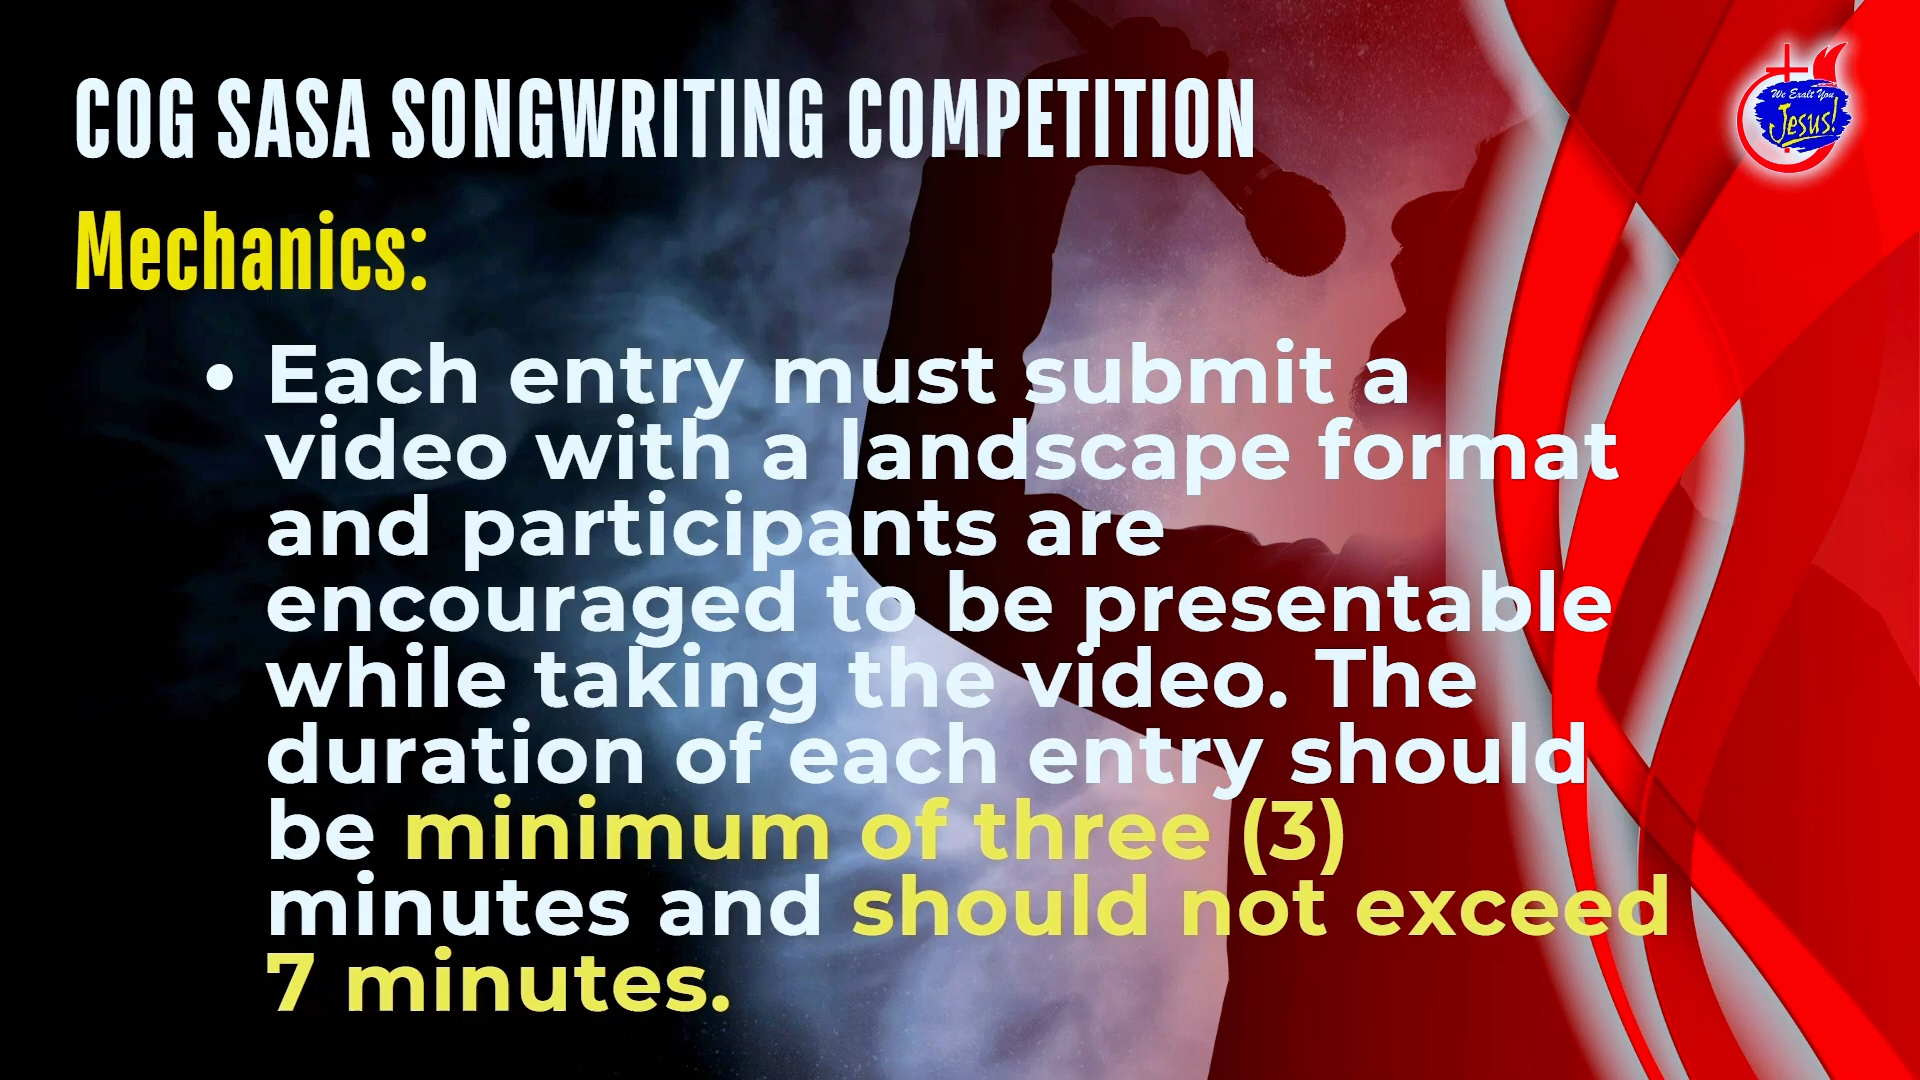 COG SASA SONGWRITING COMPETITION
We Exalt You
Jesus!
Mechanics:
• Each entry must submit a
video with a landscape format
and participants are
encouraged to be presentable
while taking the video. The
duration of each entry should
be minimum of three (3)
minutes and should not exceed
7 minutes.